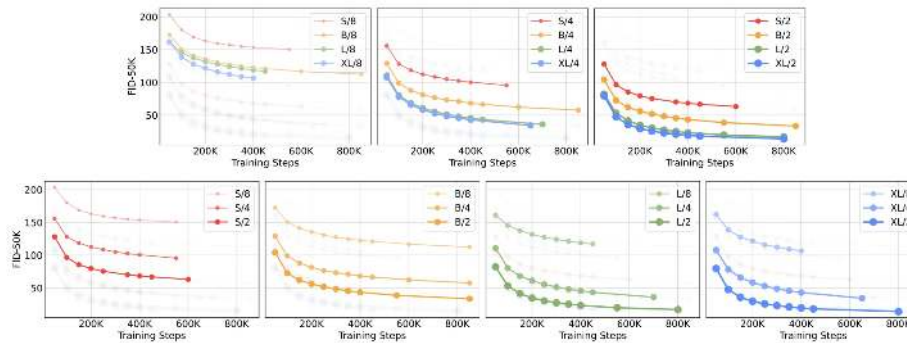 200
150
100
50
FID-50K
S/8
B/8
L/8
XL/8
200K 400K 600K 800K
Training Steps
S/4
B/4
L/4
XL/4
200K 400K 600K 800K
Training Steps
S/2
B/2
L/2
XL/2
200K 400K 600K 800K
Training Steps
200
150
100
50
FID-50K
S/8
S/4
S/2
200K 400K 600K 800K
Training Steps
B/8
B/4
B/2
200K 400K 600K 800K
Training Steps
L/8
L/4
L/2
200K 400K 600K 800K
Training Steps
200K 400K 600K 800K
Training Steps